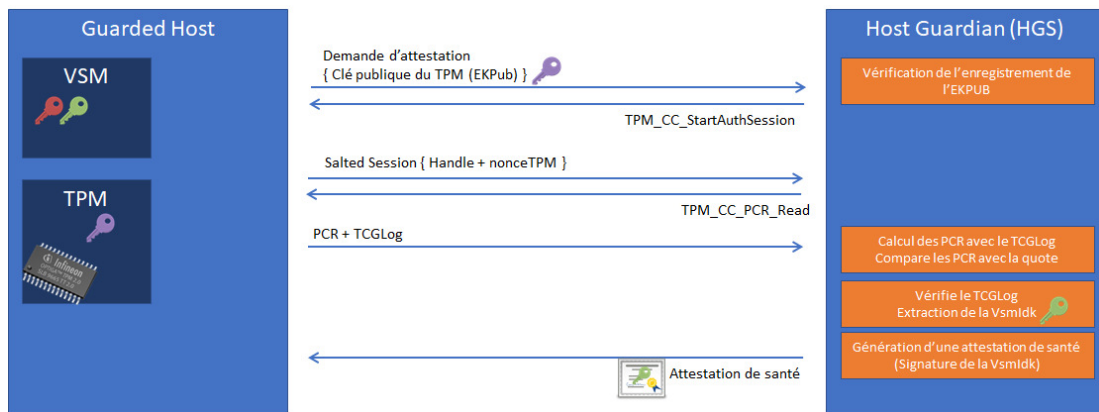 Guarded Host
Host Guardian (HGS)
VSM
TPM
Infineon
Demande d'attestation
{ Clé publique du TPM (EKPub) }
Vérification de l'enregistrement de
l'EKPUB
TPM_CC_StartAuthSession
Salted Session { Handle + nonceTPM }
TPM_CC_PCR_Read
PCR + TCGLog
Calcul des PCR avec le TCGLog
Compare les PCR avec la quote
Vérifie le TCGLog
Extraction de la VsmIdk
Génération d'une attestation de santé
(Signature de la VsmIdk)
Attestation de santé